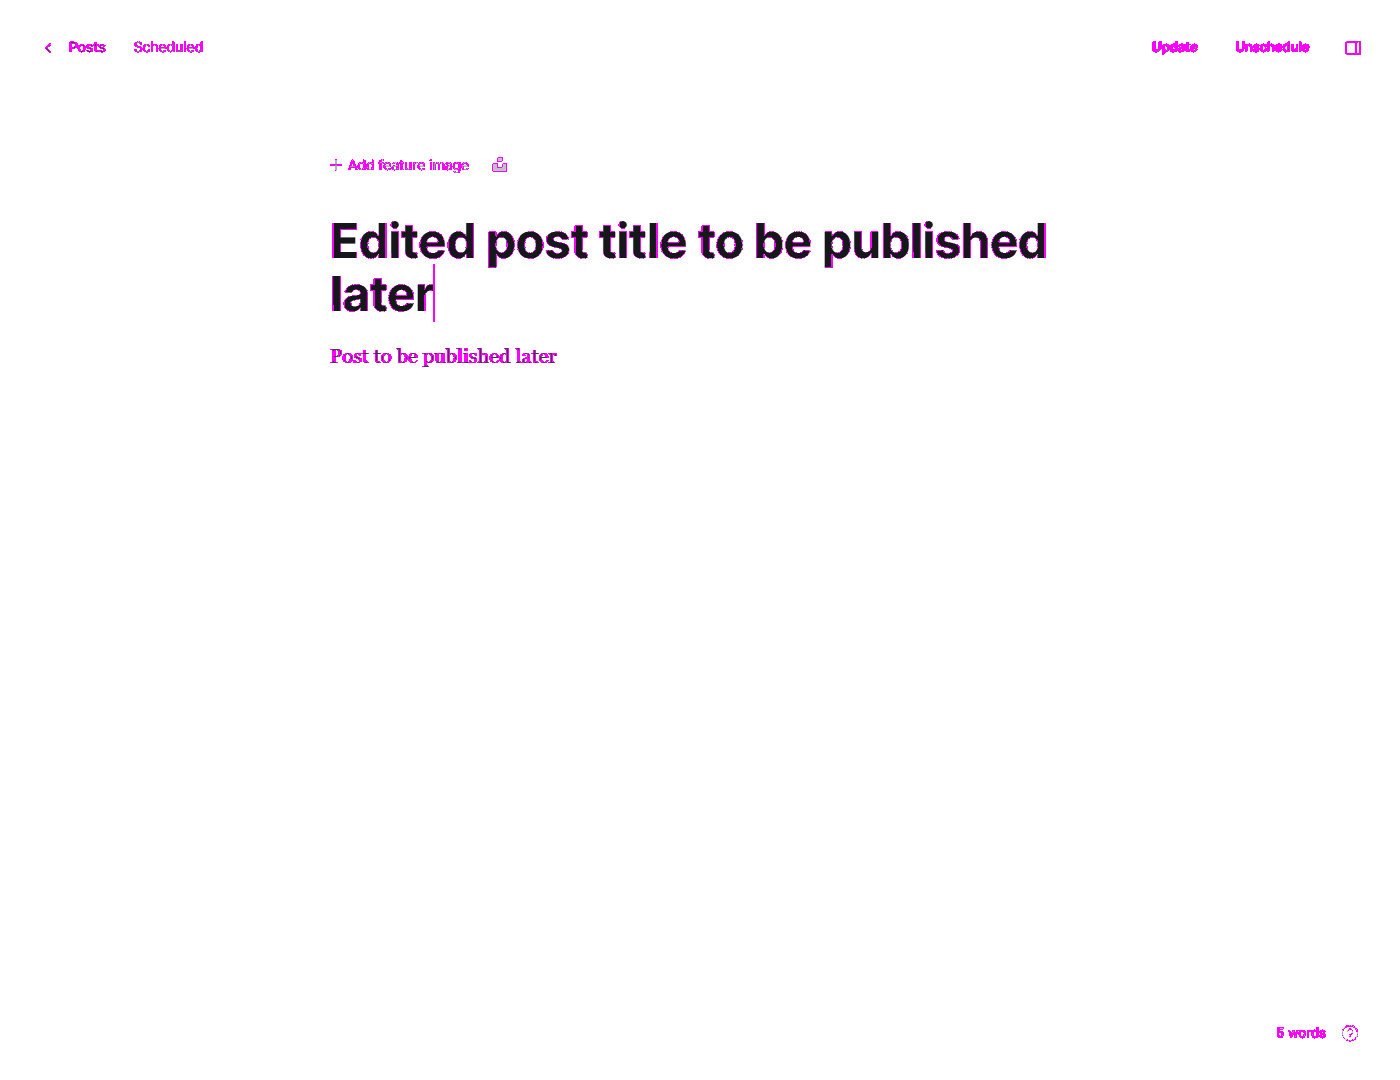 Posts Scheduled Update Unschedule
Add feature image
Edited post title to be published
later
Post to be published later
5 words